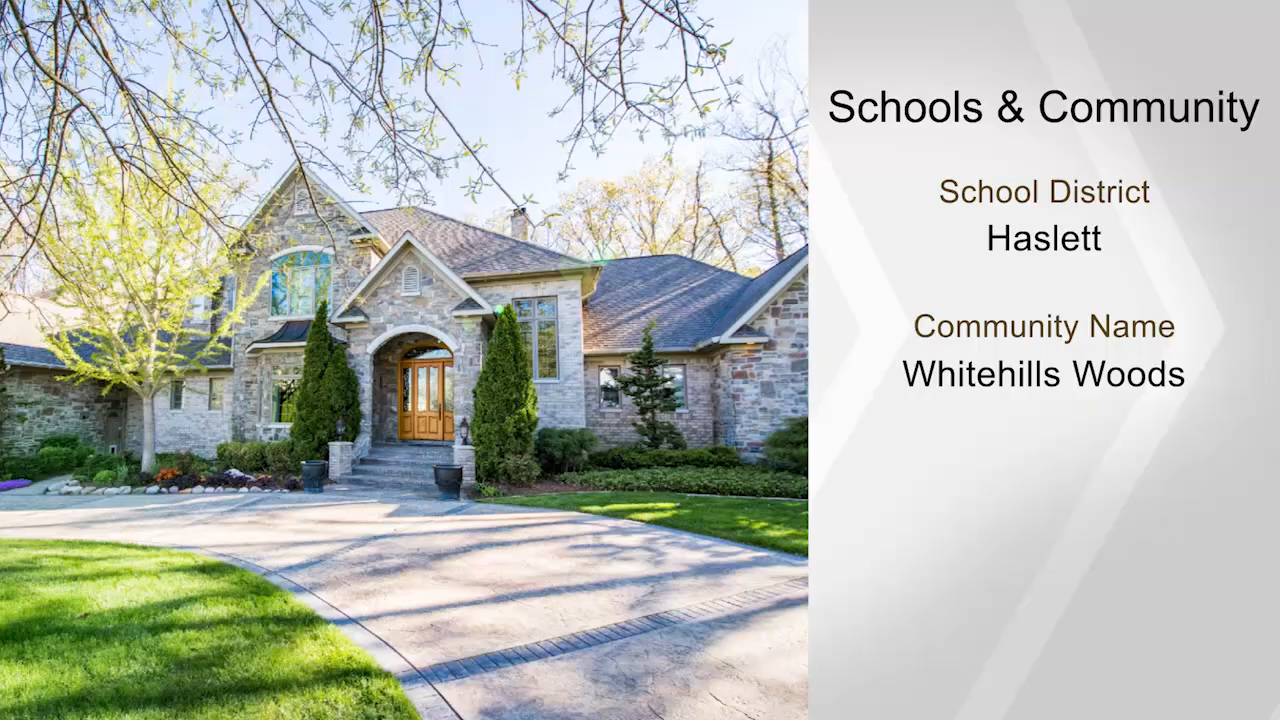 Schools & Community
School District
Haslett
Community Name
Whitehills Woods